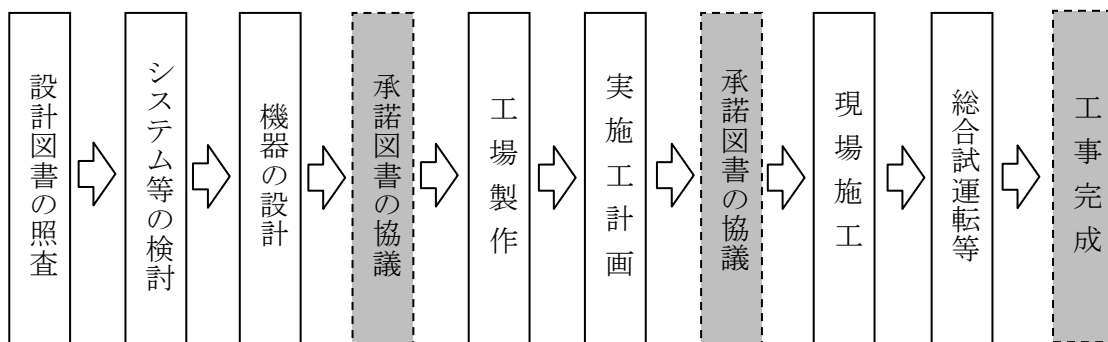 設計図書の照査
システム等の検討
機器の設計
承諾図書の協議
工場製作
実施工計画
承諾図書の協議
現場施工
総合試運転等
工事完成